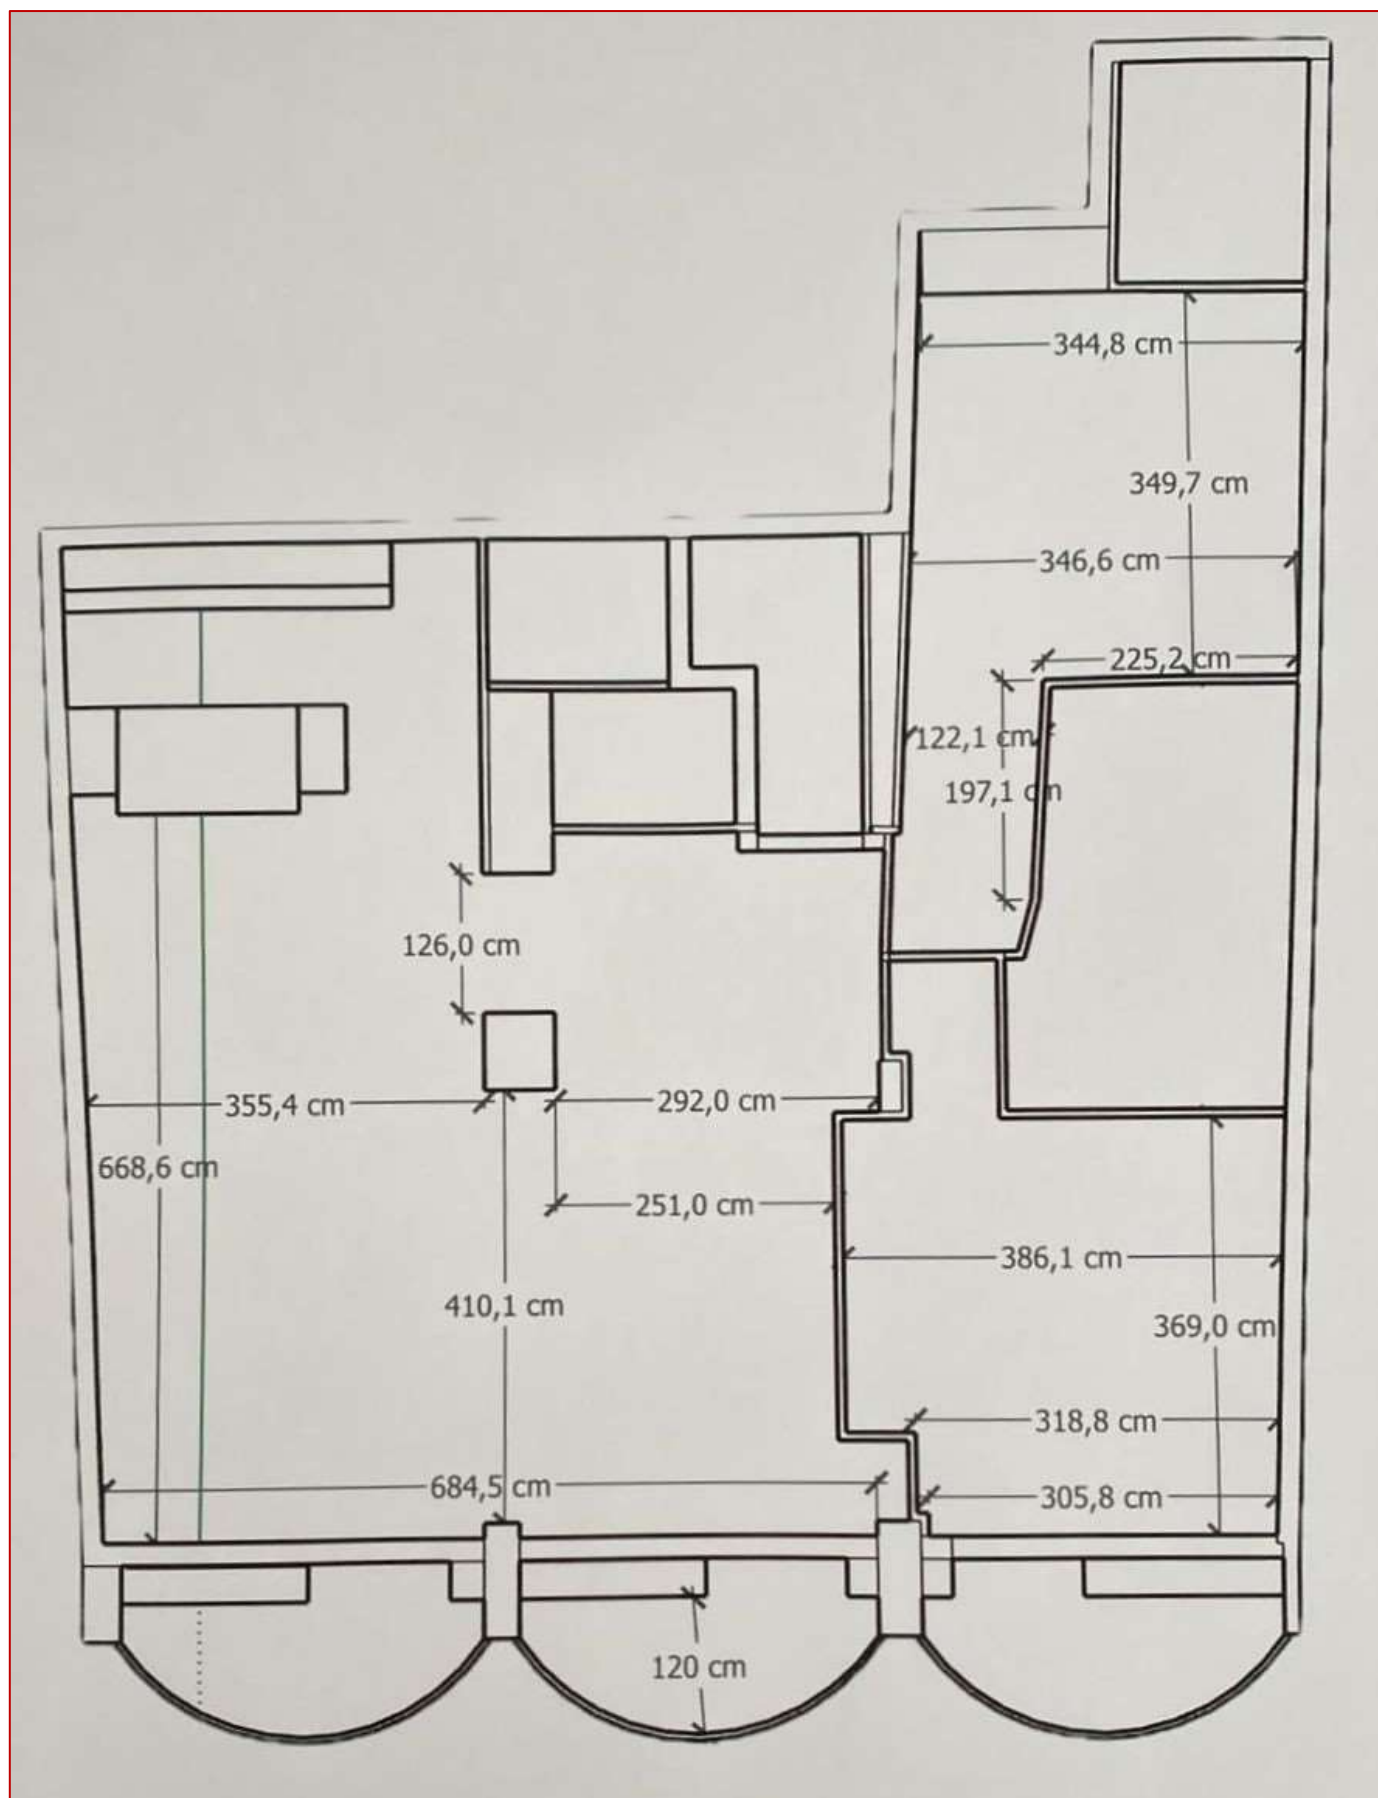 344,8 cm
349,7 cm
346,6 cm
225,2 cm
122,1 cm
197,1 cm
126,0 cm
355,4 cm
292,0 cm
668,6 cm
251,0 cm
386,1 cm
410,1 cm
369,0 cm
318,8 cm
684,5 cm
305,8 cm
120 cm